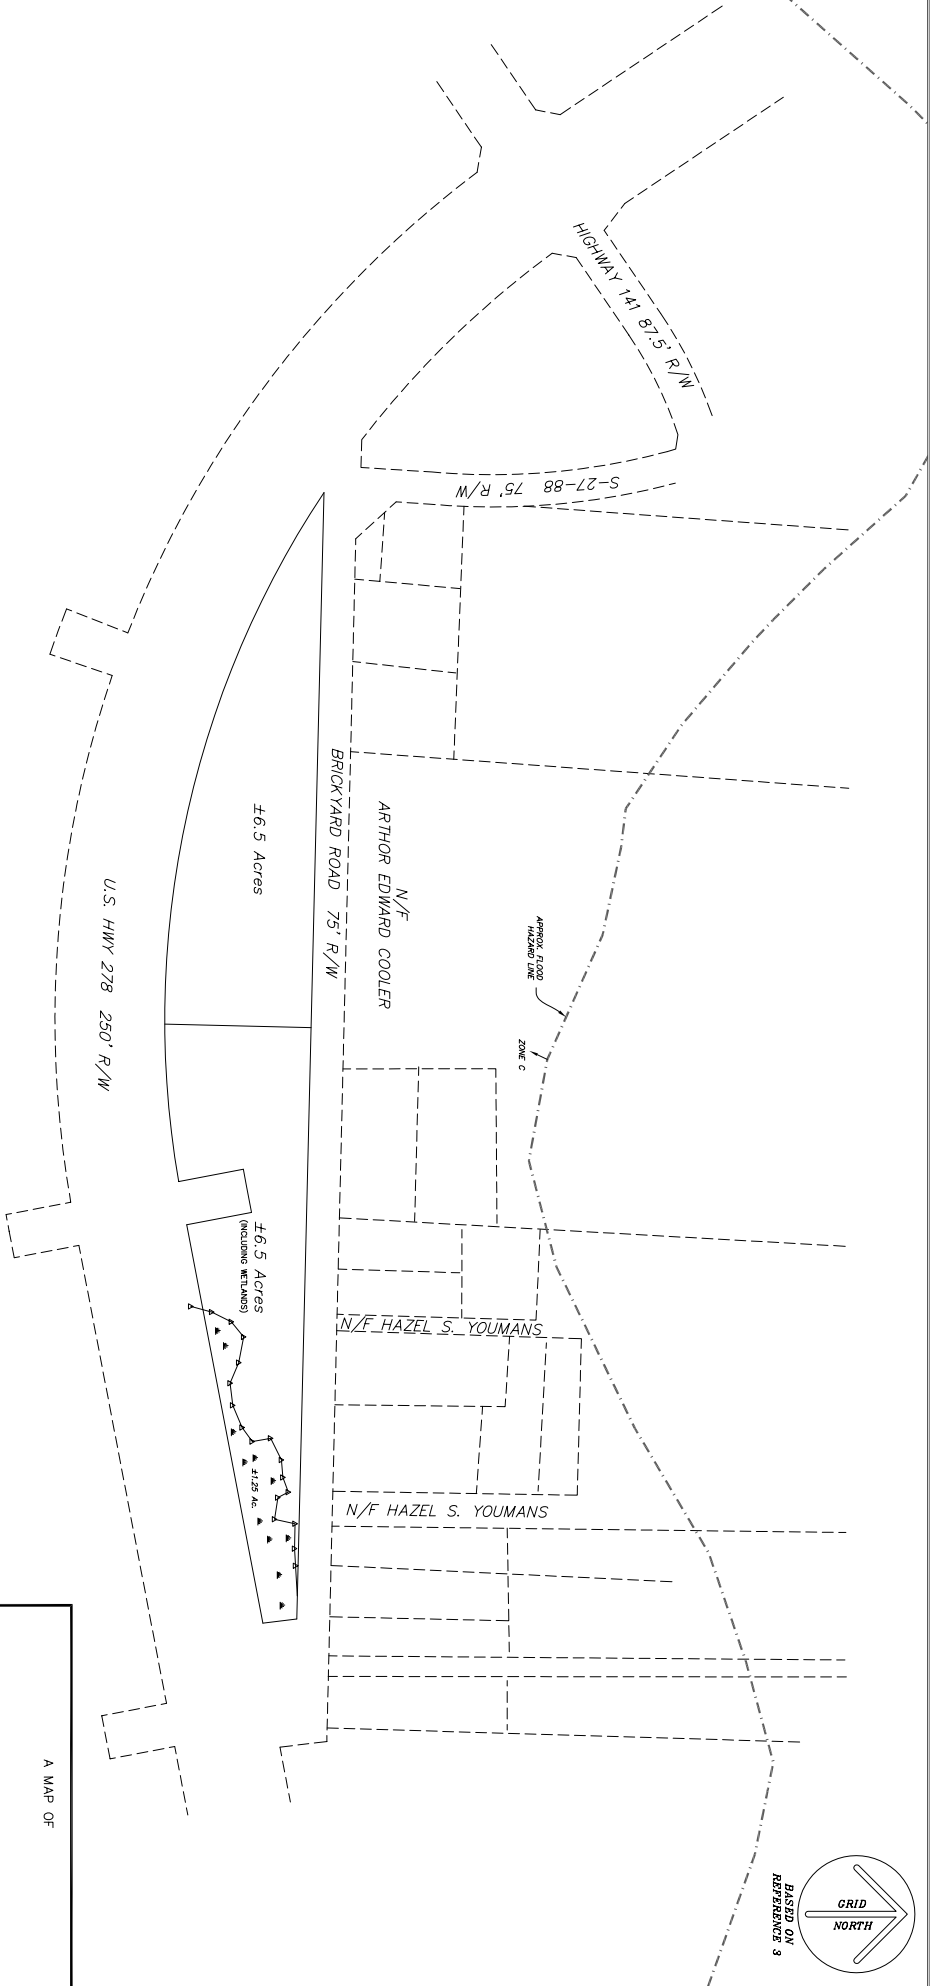 HIGHWAY 141 87.5' R/W
S-27-88 75' R/W
±6.5 Acres
BRICKYARD ROAD 75' R/W
N/F
ARTHOR EDWARD COOLER
U.S. HWY 278 250' R/W
APPROX. FLOOD
HAZARD LINE
ZONE C
±6.5 Acres
(INCLUDING WETLANDS)
±1.25 Ac.
N/F HAZEL S. YOUMANS
N/F HAZEL S. YOUMANS
A MAP OF
GRID
NORTH
BASED ON
REFERENCE 3